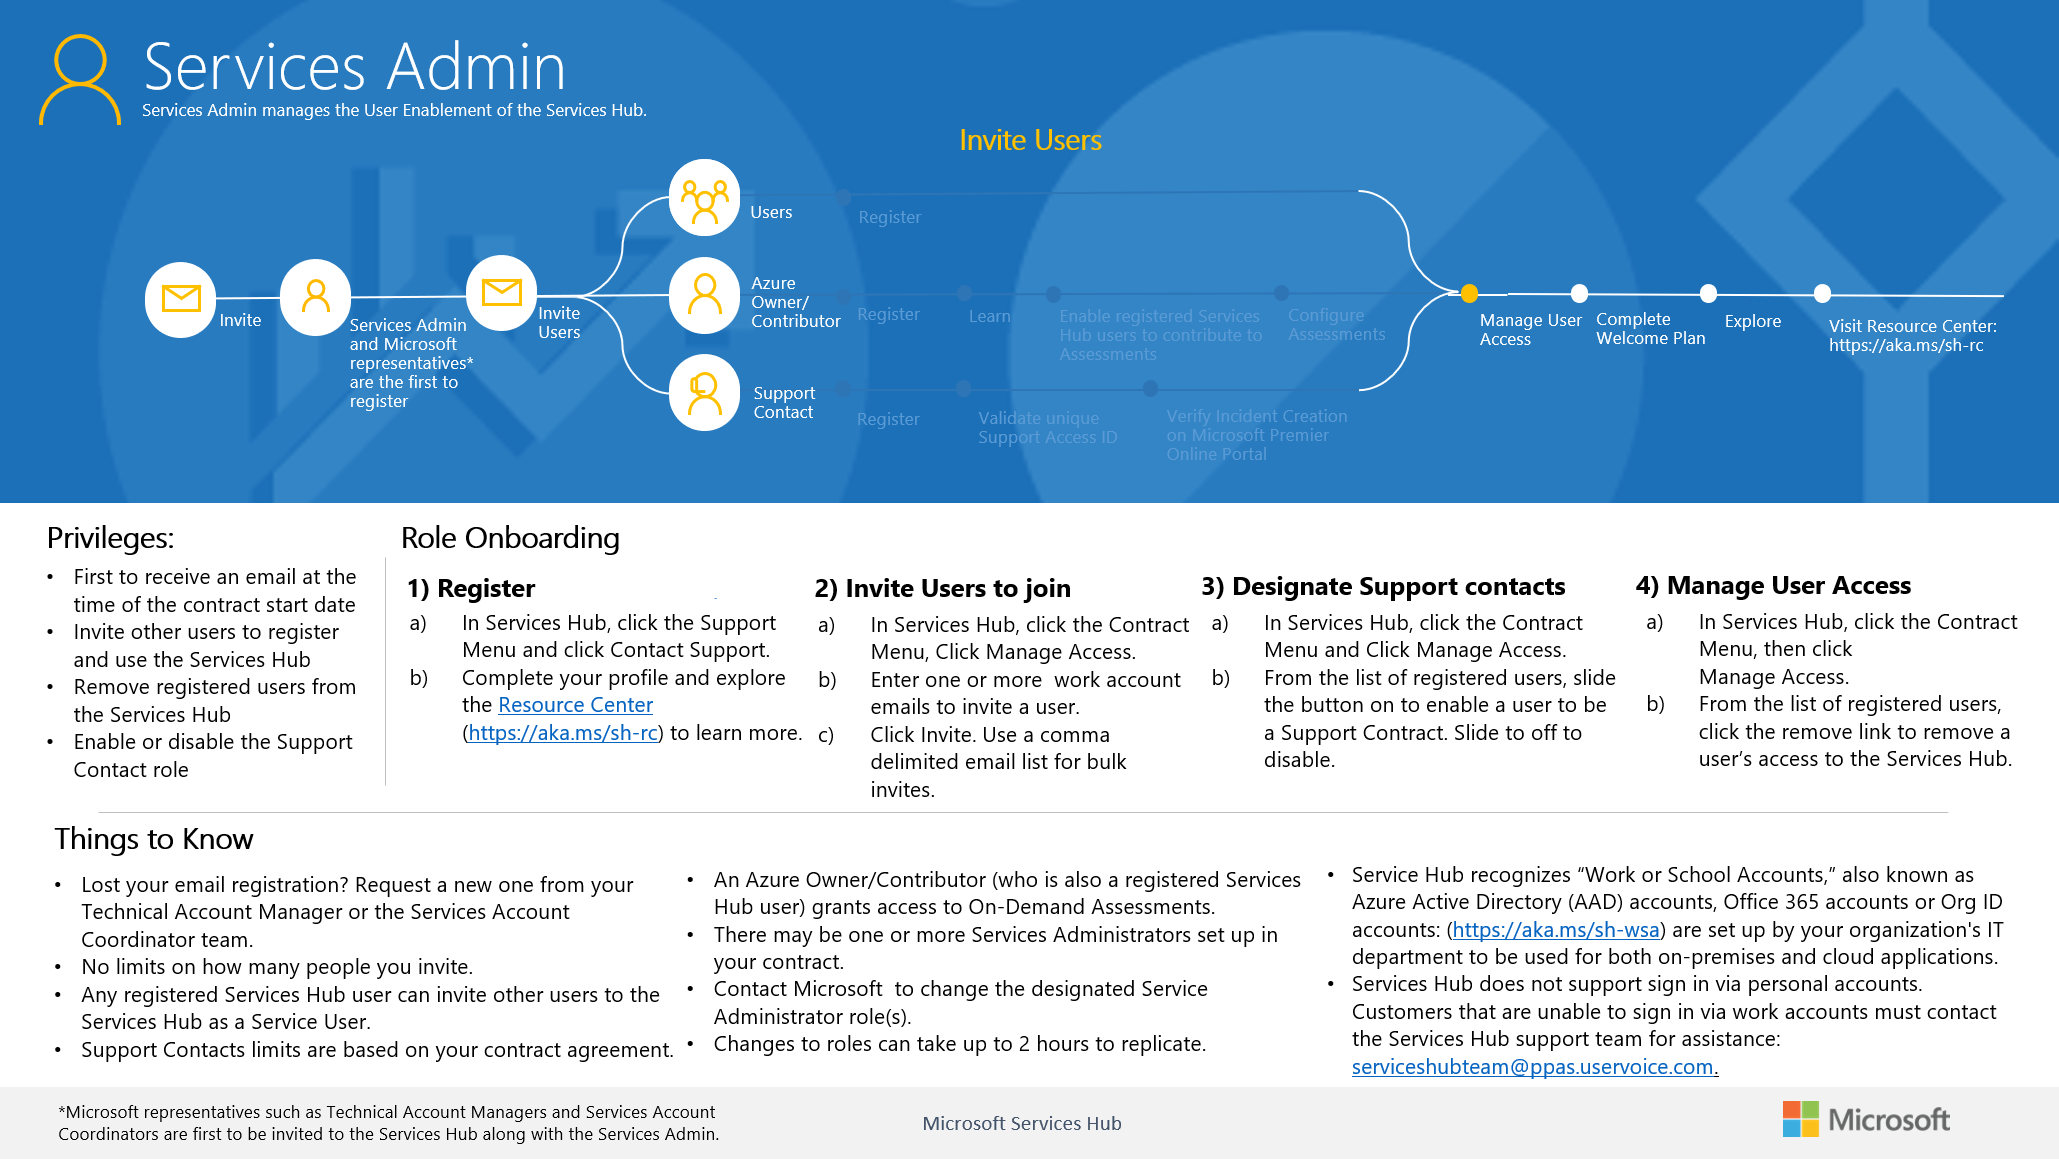 Services Admin
Services Admin manages the User Enablement of the Services Hub.
Invite Users
Invite
Services Admin
and Microsoft
representatives*
are the first to
register
Invite
Users
Users
Register
Azure
Owner/
Contributor
Register
Learn
Enable registered Services
Hub users to contribute to
Assessments
Configure
Assessments
Support
Contact
Register
Validate unique
Support Access ID
Verify Incident Creation
on Microsoft Premier
Online Portal
Manage User
Access
Complete
Welcome Plan
Explore
Visit Resource Center:
https://aka.ms/sh-rc
Privileges:
• First to receive an email at the
time of the contract start date
• Invite other users to register
and use the Services Hub
• Remove registered users from
the Services Hub
• Enable or disable the Support
Contact role
Role Onboarding
1) Register
a) In Services Hub, click the Support
Menu and click Contact Support.
b) Complete your profile and explore
the Resource Center
(https://aka.ms/sh-rc) to learn more.
2) Invite Users to join
a) In Services Hub, click the Contract
Menu, Click Manage Access.
b) Enter one or more work account
emails to invite a user.
c) Click Invite. Use a comma
delimited email list for bulk
invites.
3) Designate Support contacts
a) In Services Hub, click the Contract
Menu and Click Manage Access.
b) From the list of registered users, slide
the button on to enable a user to be
a Support Contract. Slide to off to
disable.
4) Manage User Access
a) In Services Hub, click the Contract
Menu, then click
Manage Access.
b) From the list of registered users,
click the remove link to remove a
user’s access to the Services Hub.
Things to Know
• Lost your email registration? Request a new one from your
Technical Account Manager or the Services Account
Coordinator team.
• No limits on how many people you invite.
• Any registered Services Hub user can invite other users to the
Services Hub as a Service User.
• Support Contacts limits are based on your contract agreement.
• An Azure Owner/Contributor (who is also a registered Services
Hub user) grants access to On-Demand Assessments.
• There may be one or more Services Administrators set up in
your contract.
• Contact Microsoft to change the designated Service
Administrator role(s).
• Changes to roles can take up to 2 hours to replicate.
• Service Hub recognizes “Work or School Accounts,” also known as
Azure Active Directory (AAD) accounts, Office 365 accounts or Org ID
accounts: (https://aka.ms/sh-wsa) are set up by your organization's IT
department to be used for both on-premises and cloud applications.
• Services Hub does not support sign in via personal accounts.
Customers that are unable to sign in via work accounts must contact
the Services Hub support team for assistance:
serviceshubteam@ppas.uservoice.com.
*Microsoft representatives such as Technical Account Managers and Services Account
Coordinators are first to be invited to the Services Hub along with the Services Admin.
Microsoft Services Hub
Microsoft